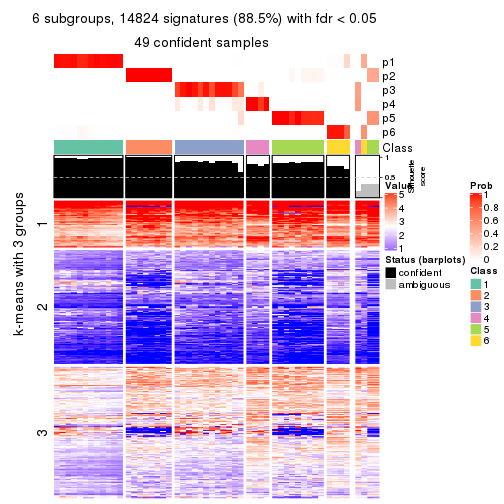 6 subgroups, 14824 signatures (88.5%) with fdr < 0.05
49 confident samples
p1
p2
p3
p4
p5
p6
Class
1
0.5
0
Silhouette
score
k-means with 3 groups
1
2
3
Value
5
4
3
2
1
Status (barplots)
confident
ambiguous
Prob
1
0.8
0.6
0.4
0.2
0
Class
1
2
3
4
5
6